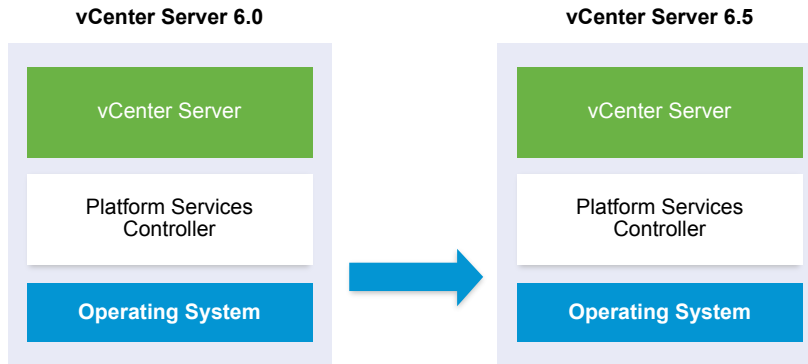 vCenter Server 6.0
vCenter Server
Platform Services
Controller
Operating System
vCenter Server 6.5
vCenter Server
Platform Services
Controller
Operating System